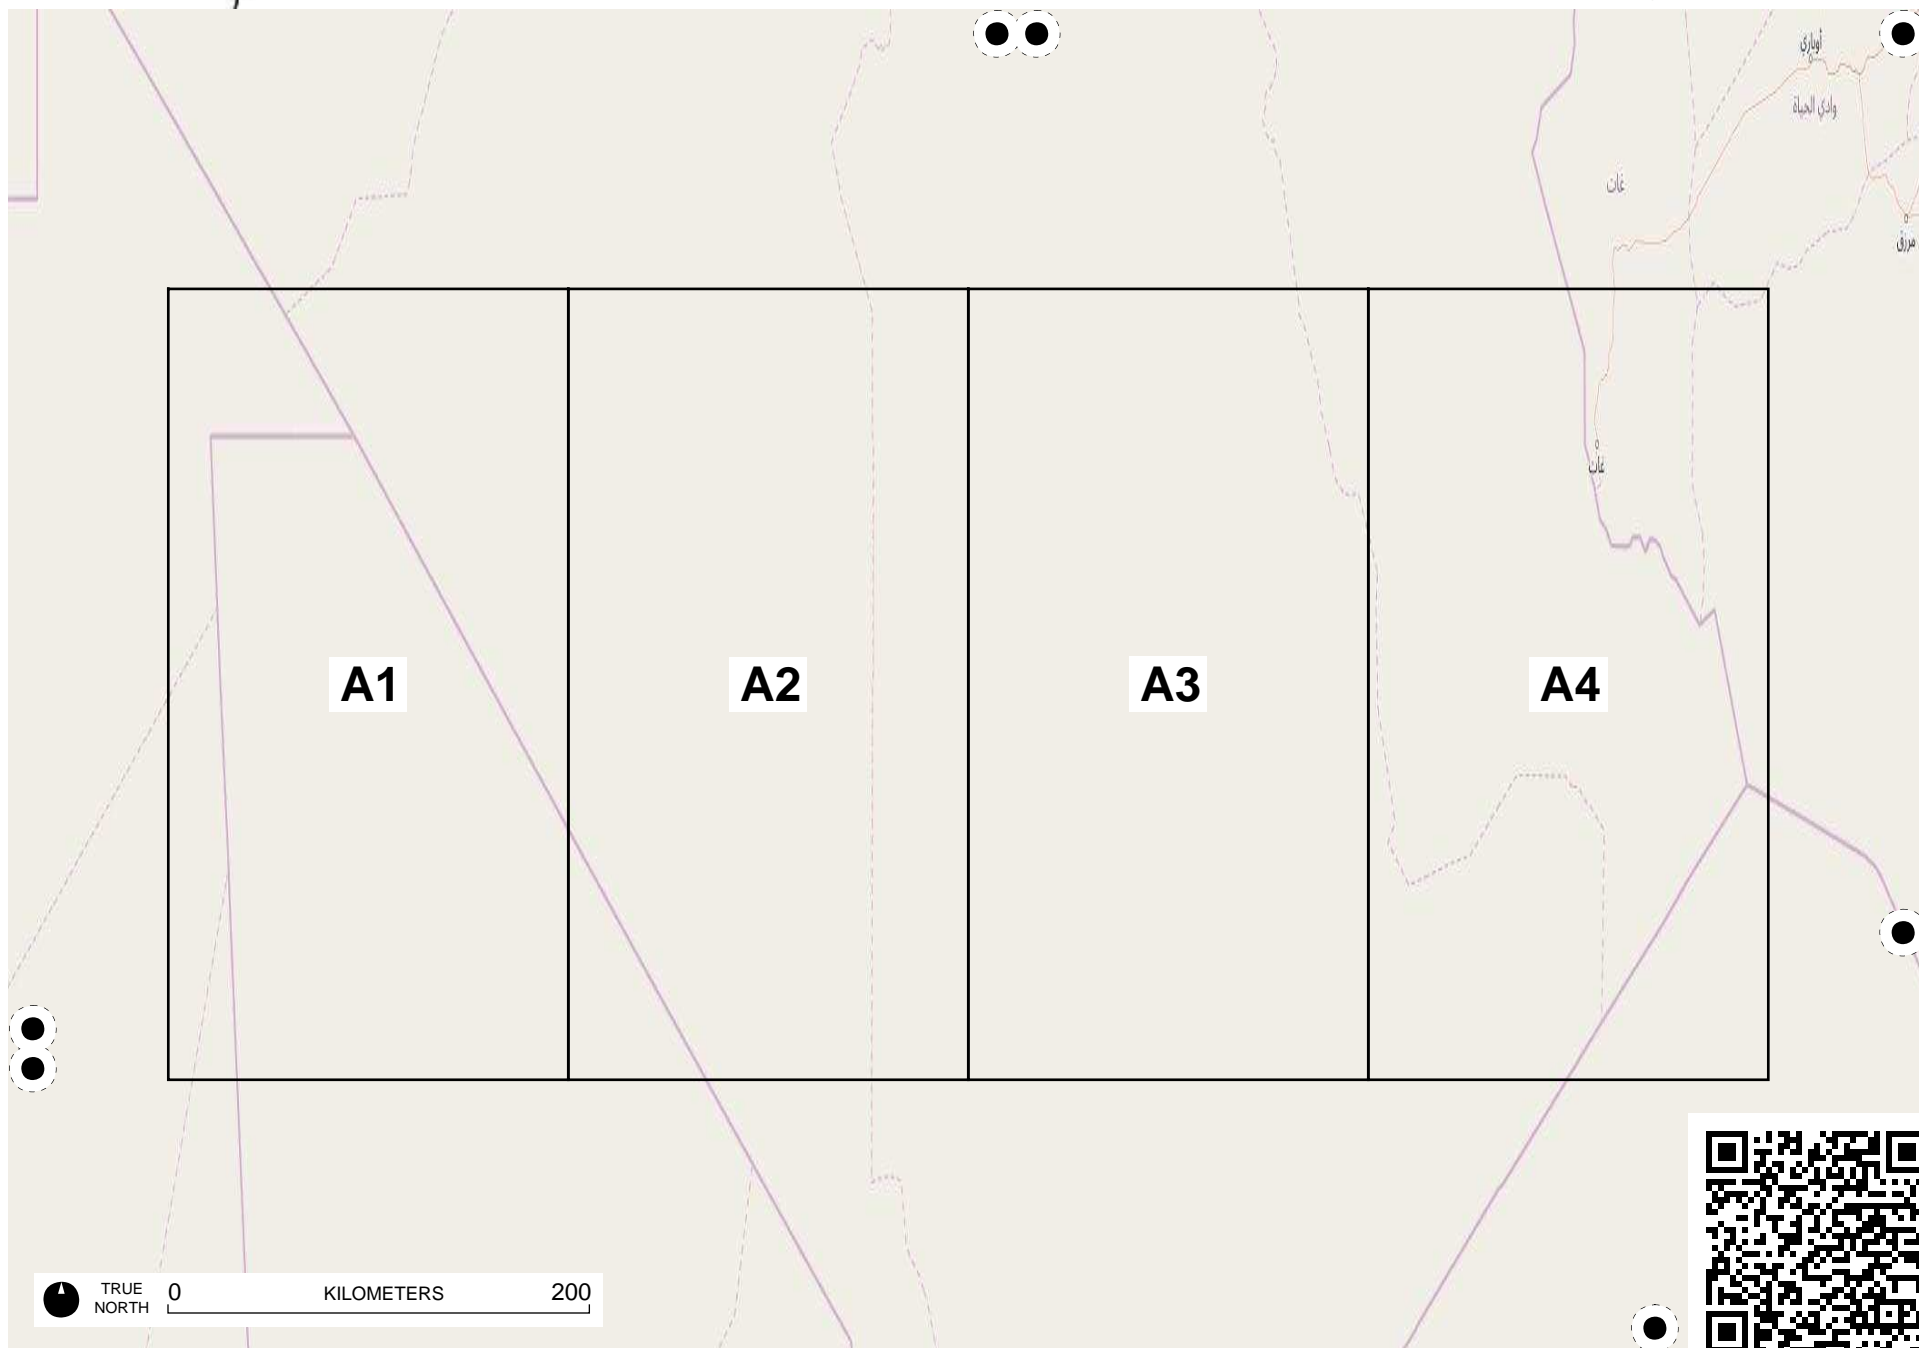 أوباري
وادي الحياة
غات
مرزق
غات
A1
A2
A3
A4
TRUE
NORTH
0
KILOMETERS
200